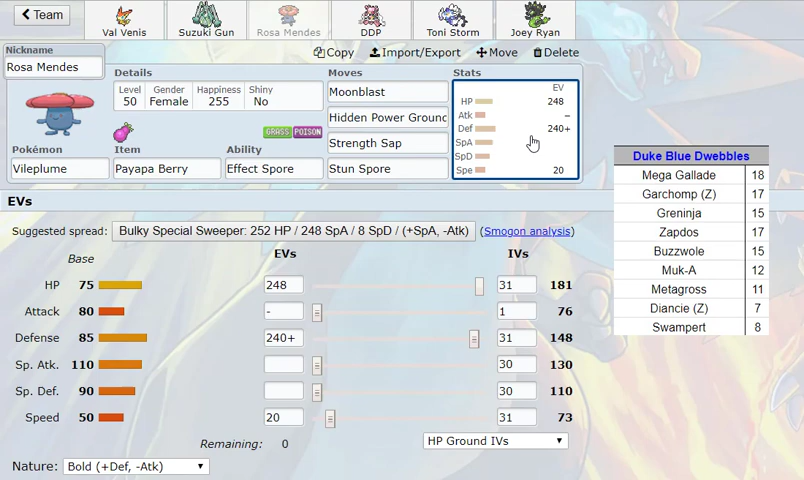 < Team
Val Venis
Suzuki Gun
Rosa Mendes
DDP
Toni Storm
Joey Ryan
Copy Import/Export Move Delete
Nickname
Rosa Mendes
Details
Level Gender Happiness Shiny
50 Female 255 No
GRASS POISON
Pokémon
Vileplume
Item
Payapa Berry
Ability
Effect Spore
Moves
Moonblast
Hidden Power Ground
Strength Sap
Stun Spore
Stats
EV
HP 248
Atk –
Def 240+
SpA
SpD
Spe 20
Duke Blue Dwebbles
Mega Gallade 18
Garchomp (Z) 17
Greninja 15
Zapdos 17
Buzzwole 15
Muk-A 12
Metagross 11
Diancie (Z) 7
Swampert 8
EVs
Suggested spread: Bulky Special Sweeper: 252 HP / 248 SpA / 8 SpD / (+SpA, -Atk) (Smogon analysis)
Base EVs IVs
HP 75 248 31 181
Attack 80 - 1 76
Defense 85 240+ 31 148
Sp. Atk. 110 30 130
Sp. Def. 90 30 110
Speed 50 20 31 73
Remaining: 0 HP Ground IVs
Nature: Bold (+Def, -Atk)